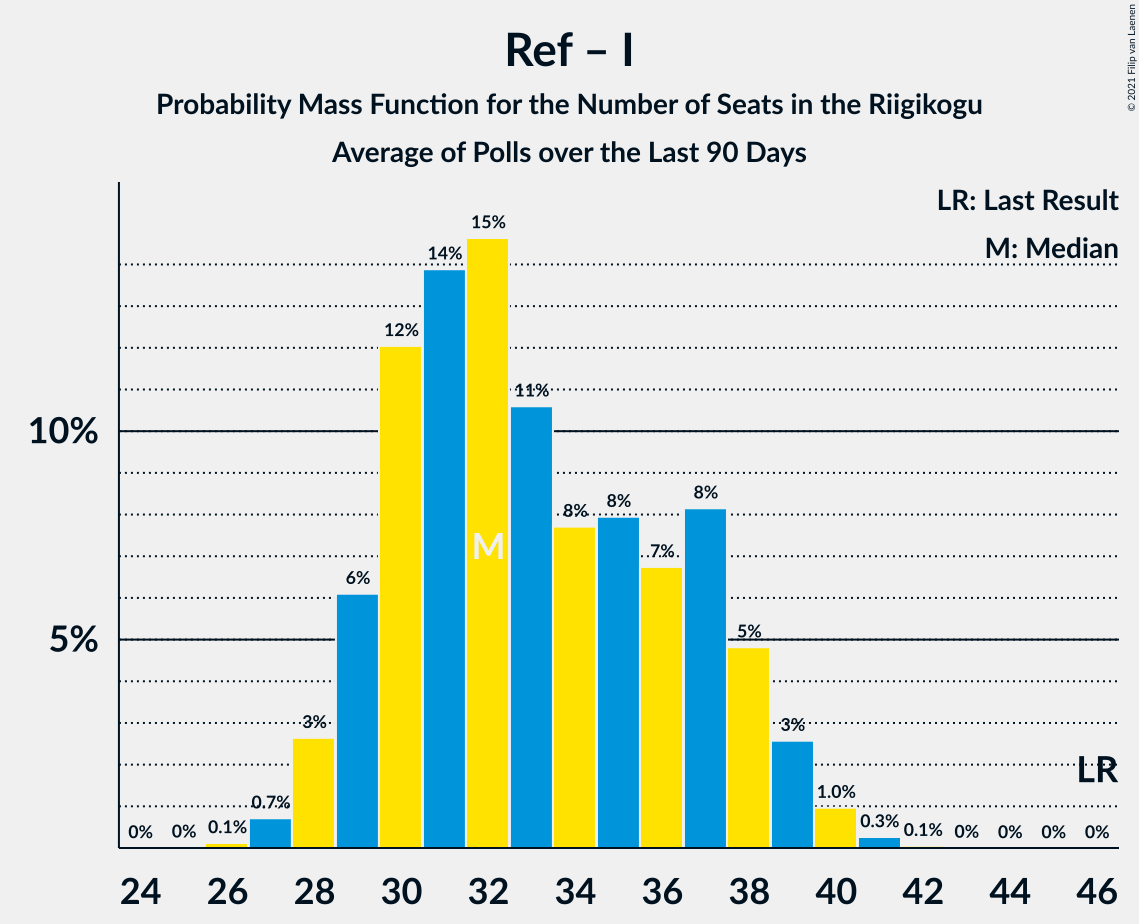 Ref – I
Probability Mass Function for the Number of Seats in the Riigikogu
Average of Polls over the Last 90 Days
© 2021 Filip van Laenen
LR: Last Result
M: Median
10%
5%
0%
0%
0.1%
0.7%
3%
6%
12%
14%
15%
11%
8%
8%
7%
8%
5%
3%
1.0%
0.3%
0.1%
0%
0%
0%
0%
M
LR
24 26 28 30 32 34 36 38 40 42 44 46